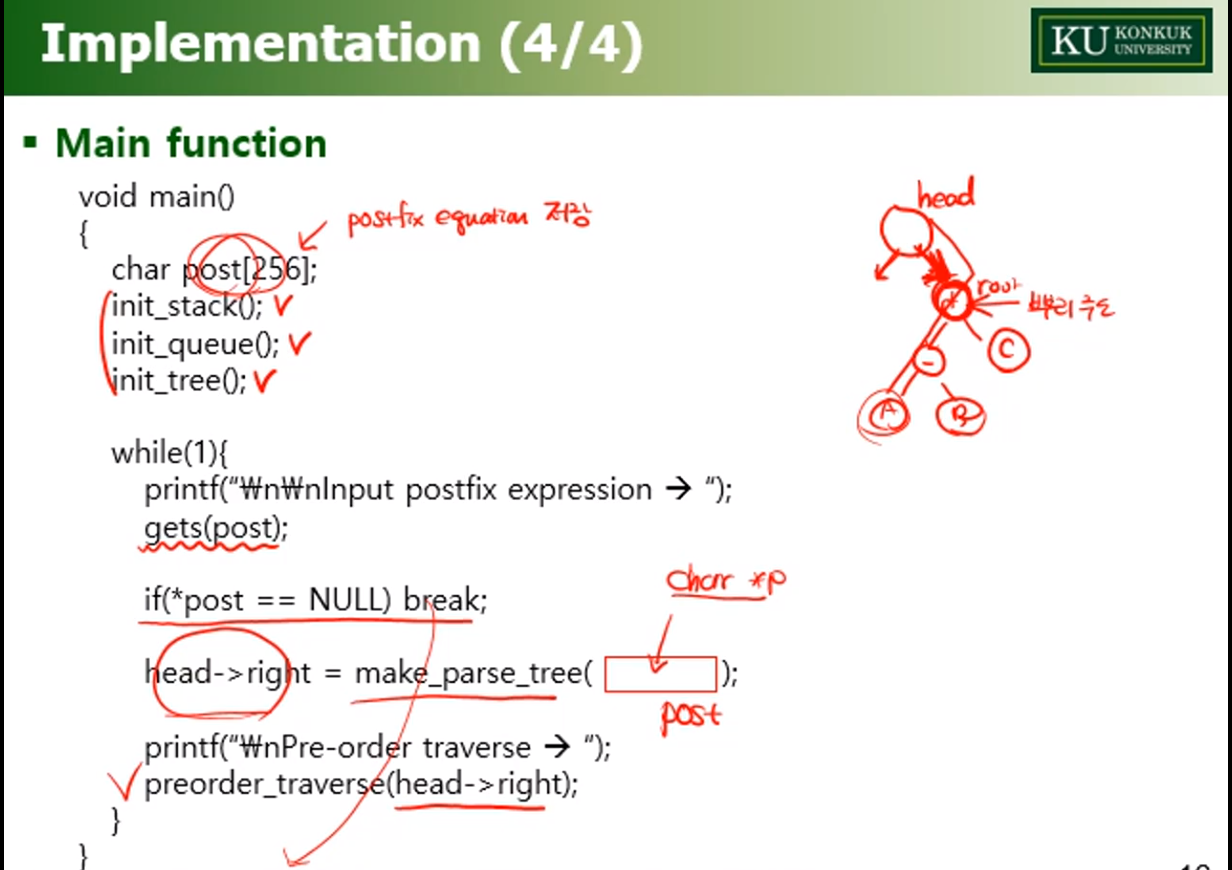 Implementation (4/4)
KU KONKUK UNIVERSITY
▪ Main function
void main()
{
postfix equation 저장
char post[256];
init_stack();
init_queue();
init_tree();
while(1){
printf("₩n₩nInput postfix expression → ");
gets(post);
if(*post == NULL) break;
head->right = make_parse_tree( );
char *p
post
printf("₩nPre-order traverse → ");
preorder_traverse(head->right);
}
}
head
root
뿌리
-
C
A
B